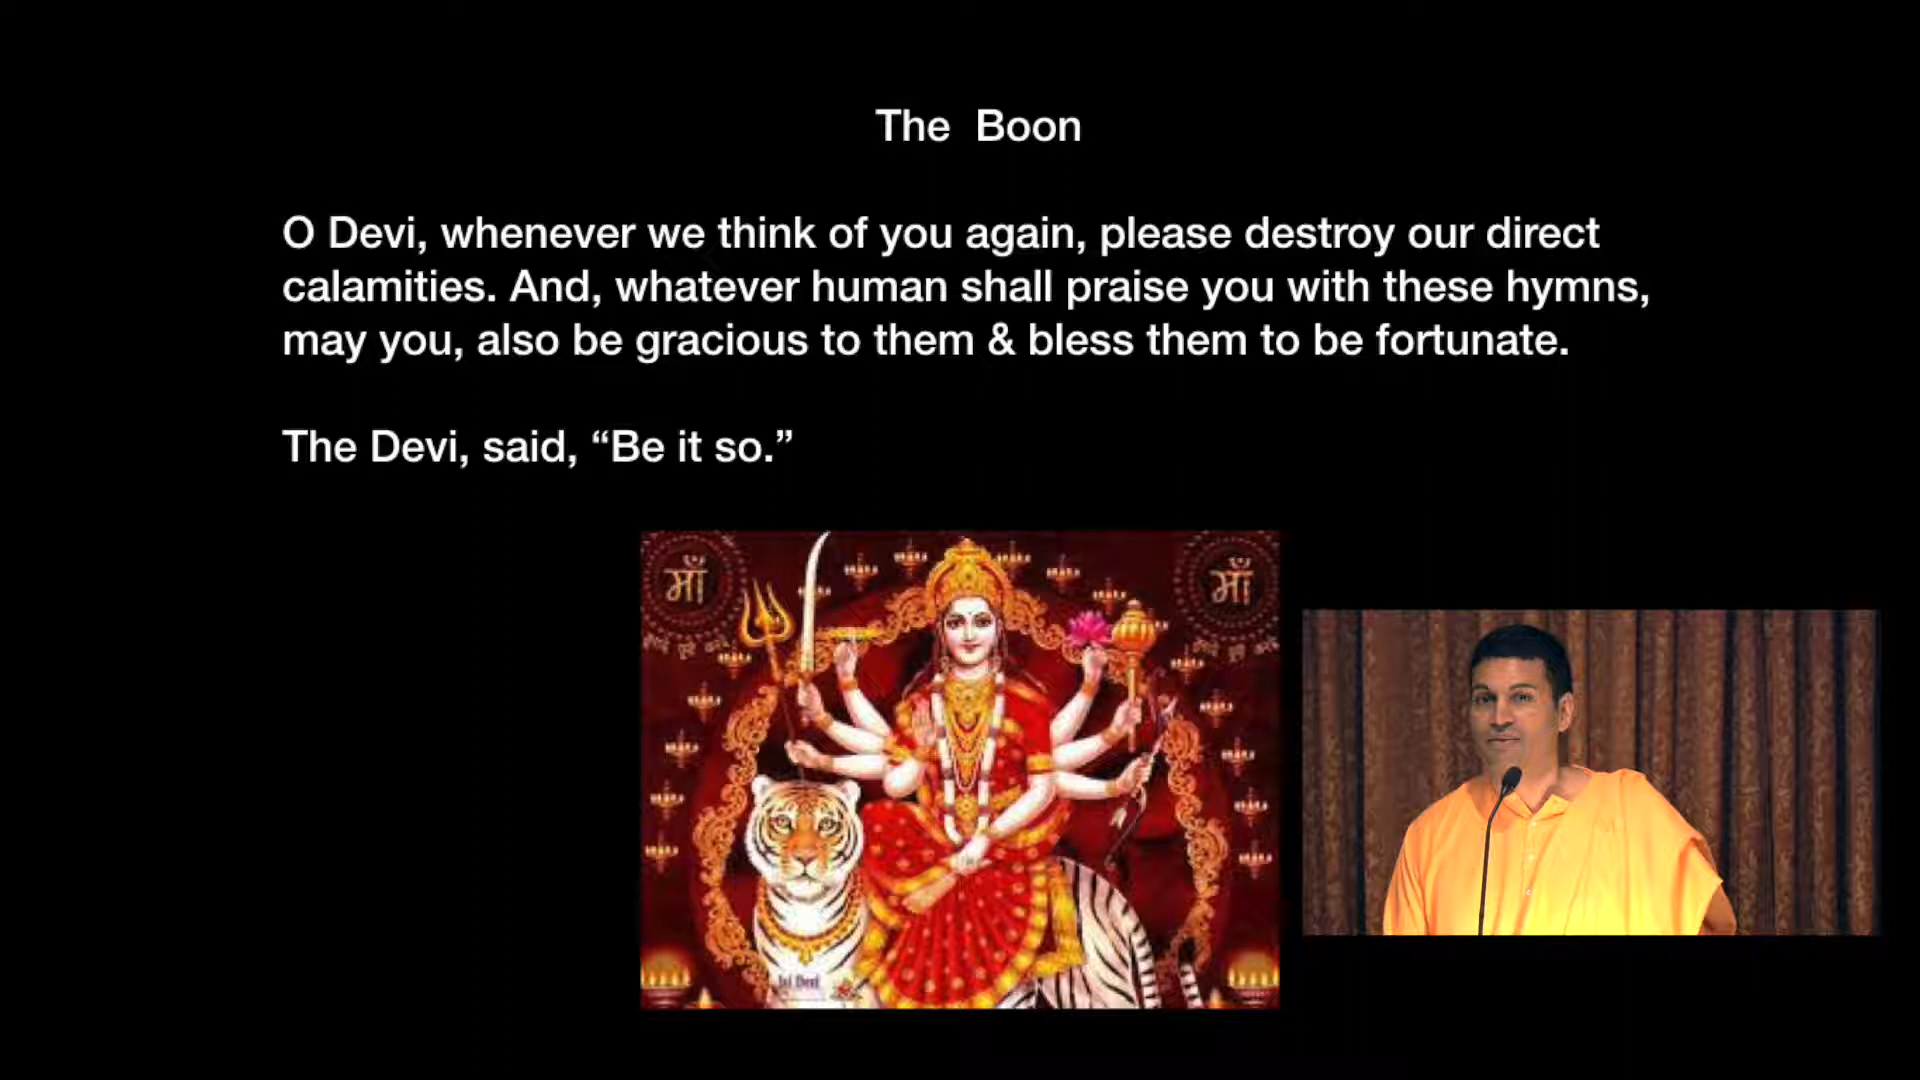 The Boon
O Devi, whenever we think of you again, please destroy our direct
calamities. And, whatever human shall praise you with these hymns,
may you, also be gracious to them & bless them to be fortunate.
The Devi, said, “Be it so.”
माँ
माँ